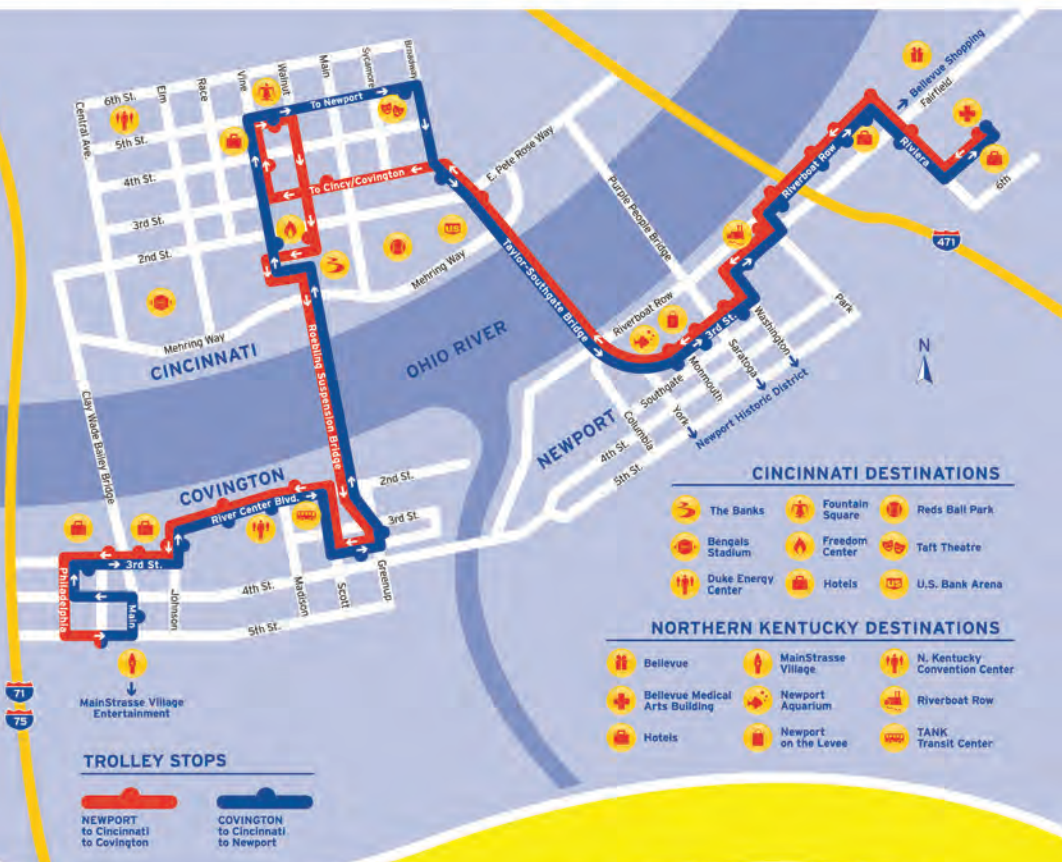 6th St.
Elm
Race
Vine
Walnut
Main
Sycamore
Broadway
Central Ave.
5th St.
4th St.
3rd St.
2nd St.
To Newport
To Cincy/Covington
E. Pete Rose Way
Mehring Way
Mehring Way
CINCINNATI
OHIO RIVER
Taylor-Southgate Bridge
Roebling Suspension Bridge
Clay Wade Bailey Bridge
Purple People Bridge
Bellevue Shopping
Fairfield
Riverboat Row
Riviera
6th
471
US
Riverboat Row
3rd St.
Park
Washington
Saratoga
Monmouth
Southgate
York
Columbia
Newport Historic District
4th St.
5th St.
NEWPORT
N
COVINGTON
River Center Blvd.
2nd St.
3rd St.
3rd St.
Philadelphia
Main
Johnson
4th St.
5th St.
Madison
Scott
Greenup
71
75
MainStrasse Village
Entertainment
CINCINNATI DESTINATIONS
The Banks
Fountain
Square
Reds Ball Park
Bengals
Stadium
Freedom
Center
Taft Theatre
Duke Energy
Center
Hotels
US
U.S. Bank Arena
NORTHERN KENTUCKY DESTINATIONS
Bellevue
MainStrasse
Village
N. Kentucky
Convention Center
Bellevue Medical
Arts Building
Newport
Aquarium
Riverboat Row
Hotels
Newport
on the Levee
TANK
Transit Center
TROLLEY STOPS
NEWPORT
to Cincinnati
to Covington
COVINGTON
to Cincinnati
to Newport